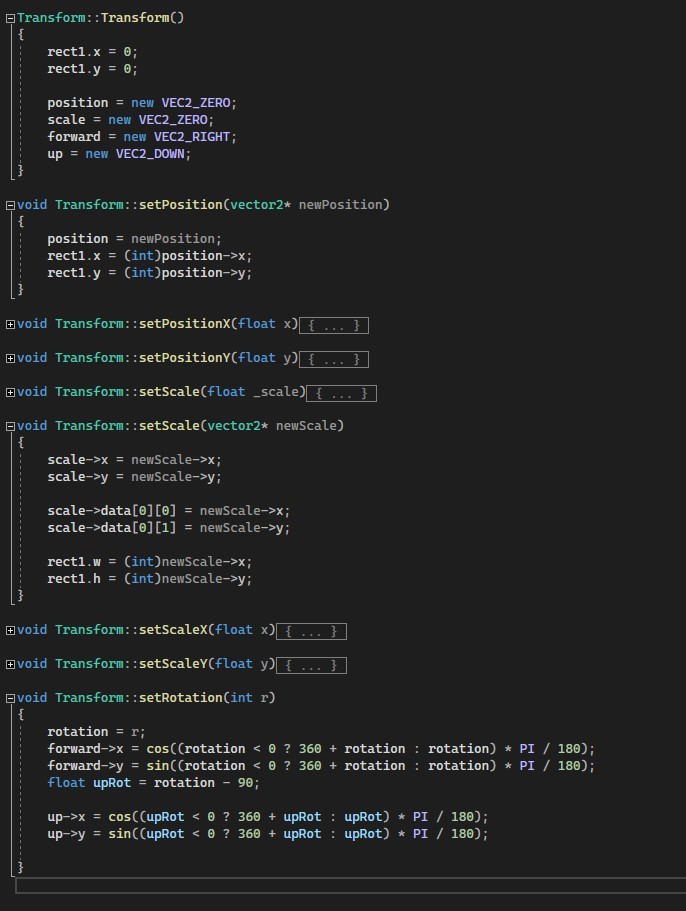 Transform::Transform()
{
    rect1.x = 0;
    rect1.y = 0;

    position = new VEC2_ZERO;
    scale = new VEC2_ZERO;
    forward = new VEC2_RIGHT;
    up = new VEC2_DOWN;
}

void Transform::setPosition(vector2* newPosition)
{
    position = newPosition;
    rect1.x = (int)position->x;
    rect1.y = (int)position->y;
}

void Transform::setPositionX(float x){ ... }

void Transform::setPositionY(float y){ ... }

void Transform::setScale(float _scale){ ... }

void Transform::setScale(vector2* newScale)
{
    scale->x = newScale->x;
    scale->y = newScale->y;

    scale->data[0][0] = newScale->x;
    scale->data[0][1] = newScale->y;

    rect1.w = (int)newScale->x;
    rect1.h = (int)newScale->y;
}

void Transform::setScaleX(float x){ ... }

void Transform::setScaleY(float y){ ... }

void Transform::setRotation(int r)
{
    rotation = r;
    forward->x = cos((rotation < 0 ? 360 + rotation : rotation) * PI / 180);
    forward->y = sin((rotation < 0 ? 360 + rotation : rotation) * PI / 180);
    float upRot = rotation - 90;

    up->x = cos((upRot < 0 ? 360 + upRot : upRot) * PI / 180);
    up->y = sin((upRot < 0 ? 360 + upRot : upRot) * PI / 180);

}